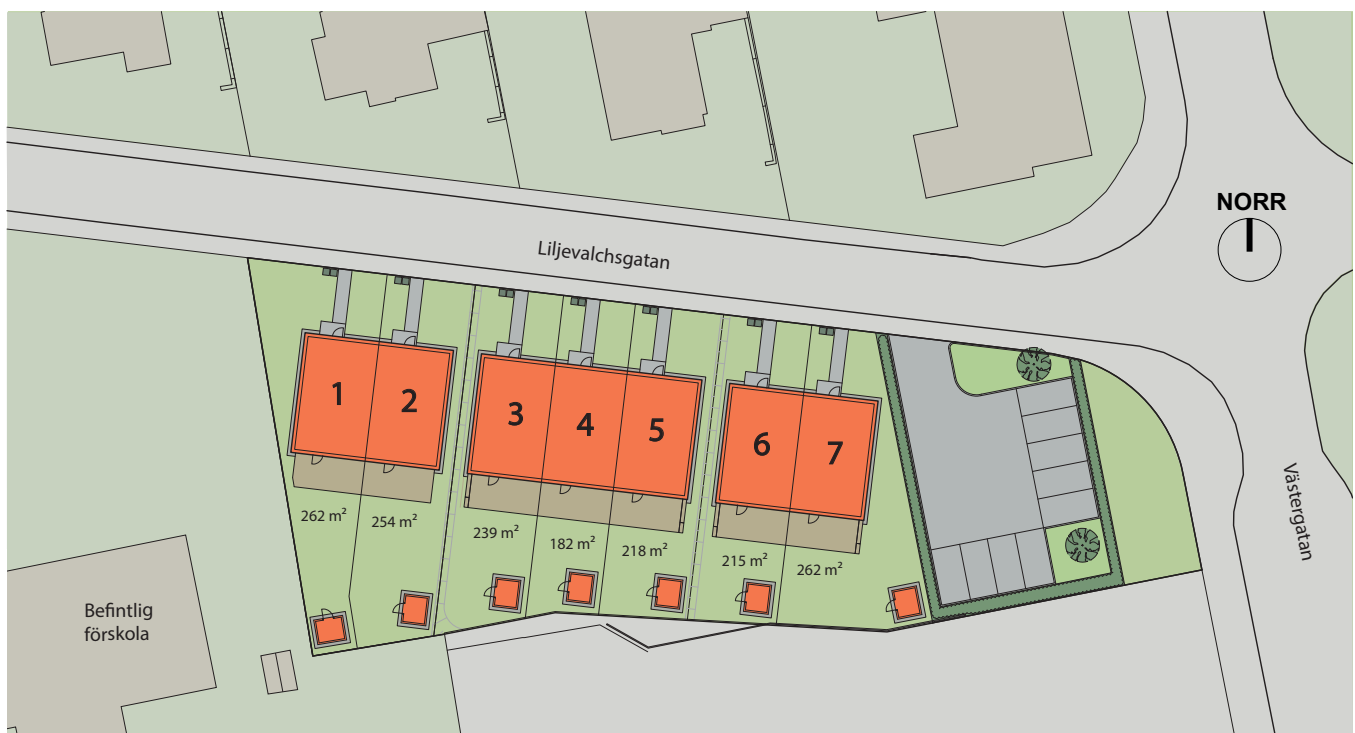 NORR
Liljevalchsgatan
1
2
3
4
5
6
7
Västergatan
262 m²
254 m²
239 m²
182 m²
218 m²
215 m²
262 m²
Befintlig
förskola